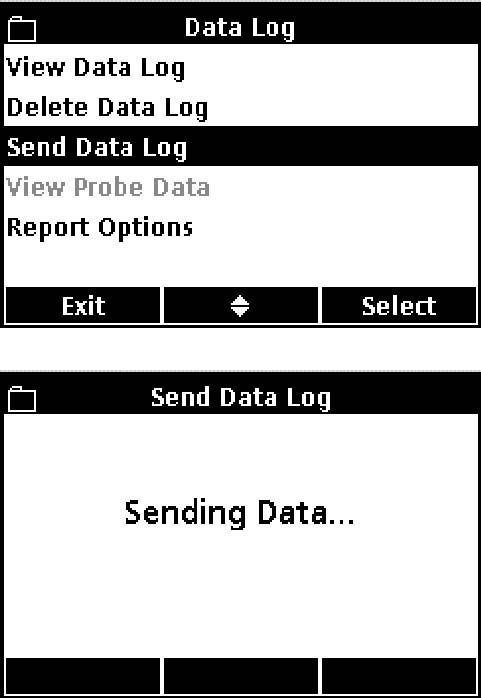 Data Log
View Data Log
Delete Data Log
Send Data Log
View Probe Data
Report Options
Exit Select
Send Data Log
Sending Data...